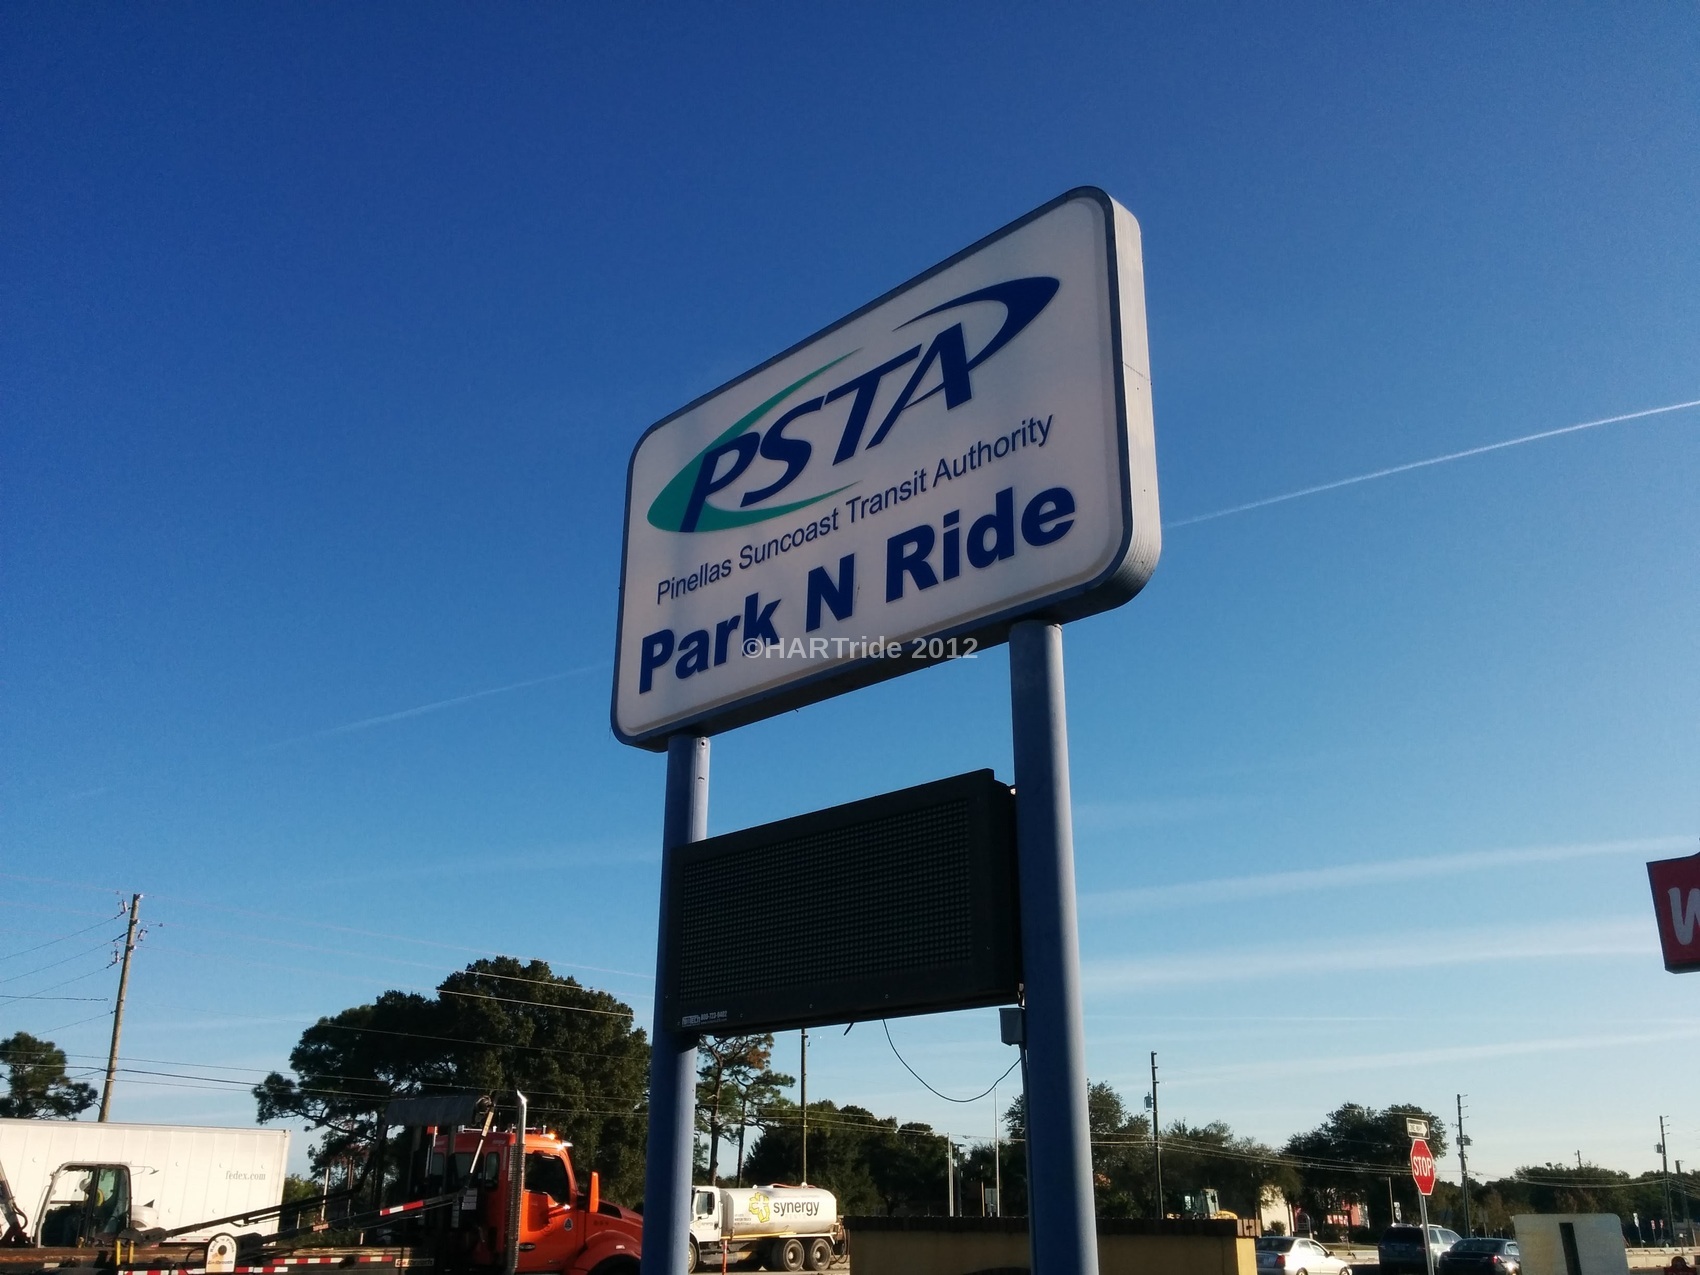 PSTA
Pinellas Suncoast Transit Authority
Park N Ride
©HARTride 2012
W
fedex.com
synergy
STOP